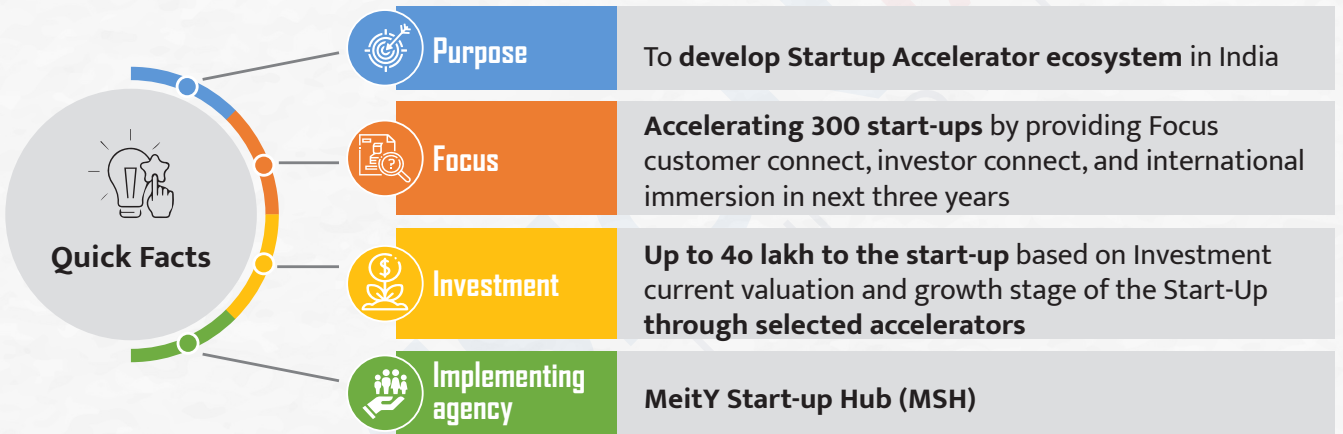 Quick Facts
Purpose
To develop Startup Accelerator ecosystem in India
Focus
Accelerating 300 start-ups by providing Focus
customer connect, investor connect, and international
immersion in next three years
Investment
Up to 4o lakh to the start-up based on Investment
current valuation and growth stage of the Start-Up
through selected accelerators
Implementing
agency
MeitY Start-up Hub (MSH)